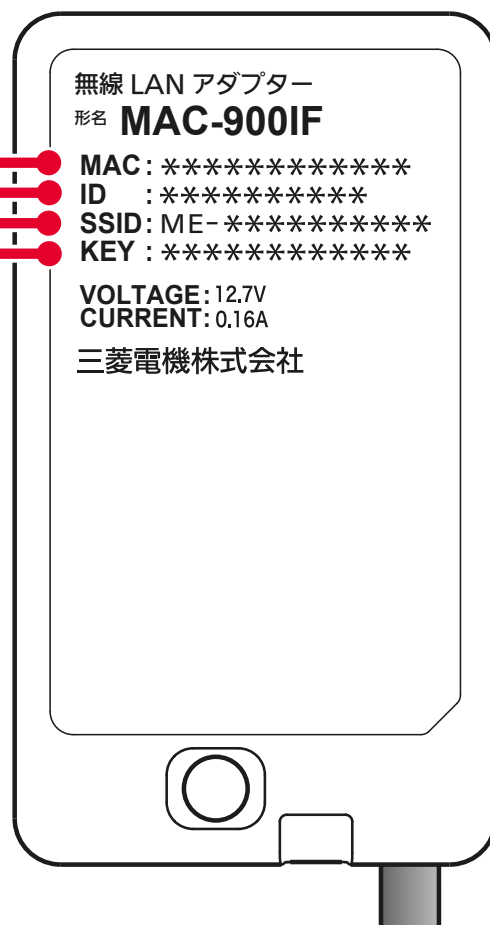 無線 LAN アダプター
形名 MAC-900IF
MAC: ************
ID : **********
SSID: ME-**********
KEY : ************
VOLTAGE: 12.7V
CURRENT: 0.16A
三菱電機株式会社